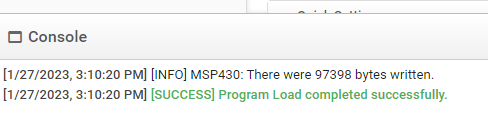 Console
[1/27/2023, 3:10:20 PM] [INFO] MSP430: There were 97398 bytes written.
[1/27/2023, 3:10:20 PM] [SUCCESS] Program Load completed successfully.